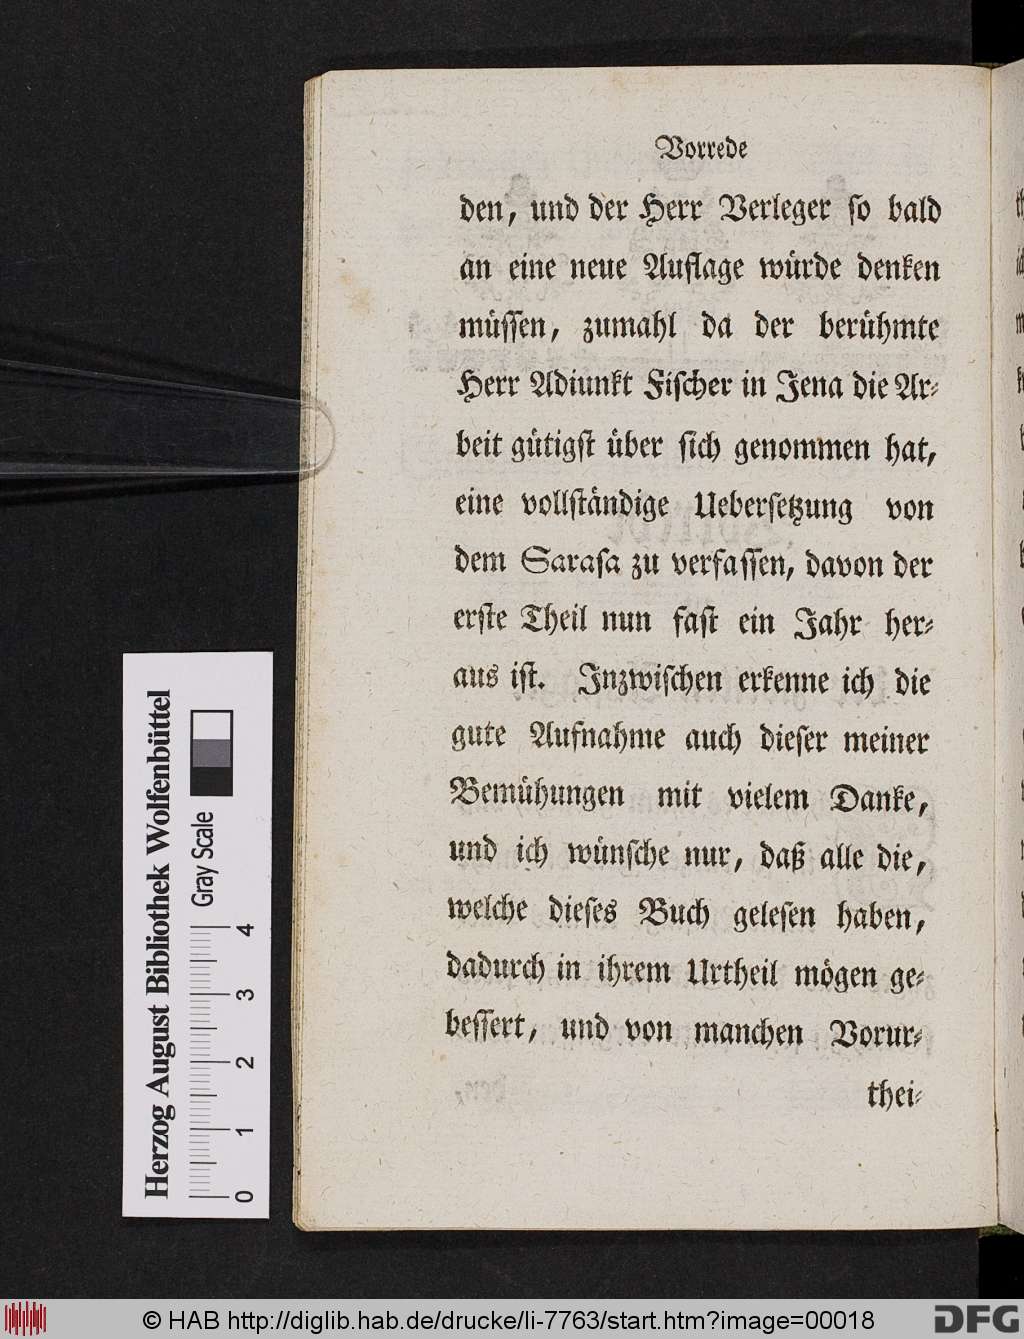 Vorrede
den, und der Herr Verleger ſo bald
an eine neue Auflage würde denken
müſſen, zumahl da der berühmte
Herr Adiunkt Fiſcher in Jena die Ar⸗
beit gütigſt über ſich genommen hat,
eine vollſtändige Ueberſetzung von
dem Saraſa zu verfaſſen, davon der
erſte Theil nun faſt ein Jahr her⸗
aus iſt. Inzwiſchen erkenne ich die
gute Aufnahme auch dieſer meiner
Bemühungen mit vielem Danke,
und ich wünſche nur, daß alle die,
welche dieſes Buch geleſen haben,
dadurch in ihrem Urtheil mögen ge⸗
beſſert, und von manchen Vorur⸗
thei⸗
Herzog August Bibliothek Wolfenbüttel
Gray Scale
0 1 2 3 4
© HAB http://diglib.hab.de/drucke/li-7763/start.htm?image=00018
DFG